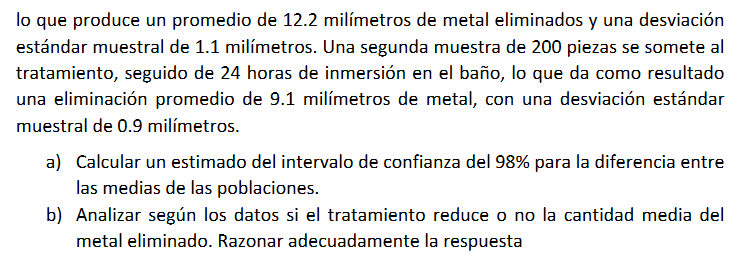 lo que produce un promedio de 12.2 milímetros de metal eliminados y una desviación
estándar muestral de 1.1 milímetros. Una segunda muestra de 200 piezas se somete al
tratamiento, seguido de 24 horas de inmersión en el baño, lo que da como resultado
una eliminación promedio de 9.1 milímetros de metal, con una desviación estándar
muestral de 0.9 milímetros.
a) Calcular un estimado del intervalo de confianza del 98% para la diferencia entre
las medias de las poblaciones.
b) Analizar según los datos si el tratamiento reduce o no la cantidad media del
metal eliminado. Razonar adecuadamente la respuesta